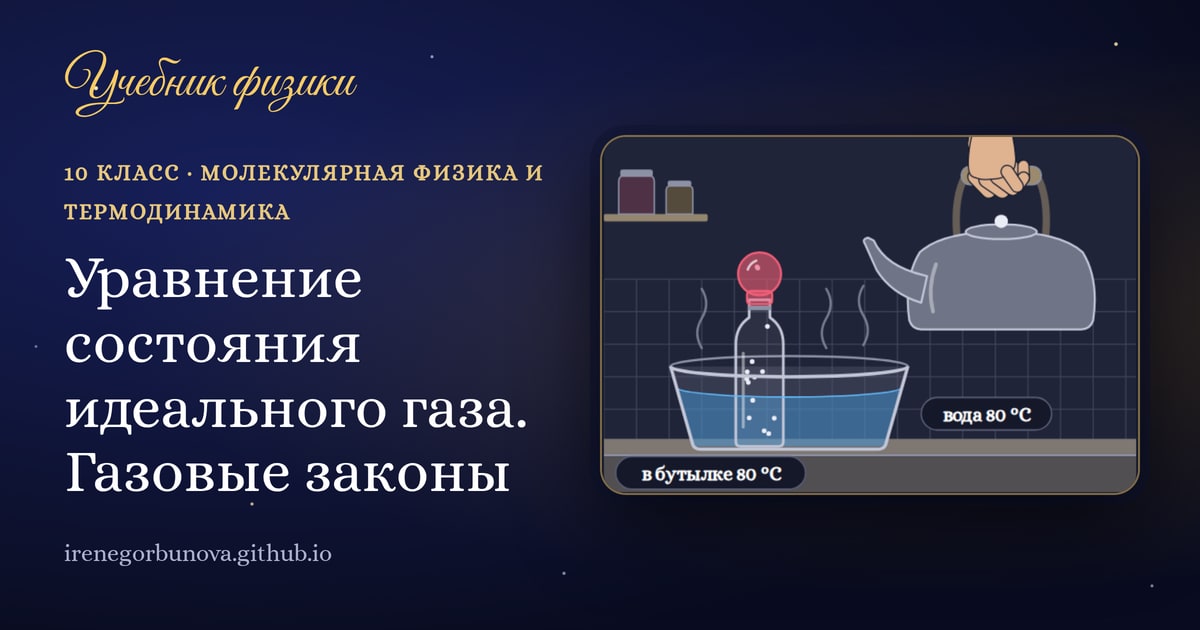 Учебник физики
10 КЛАСС · МОЛЕКУЛЯРНАЯ ФИЗИКА И
ТЕРМОДИНАМИКА
Уравнение
состояния
идеального газа.
Газовые законы
irenegorbunova.github.io
вода 80 °C
в бутылке 80 °C